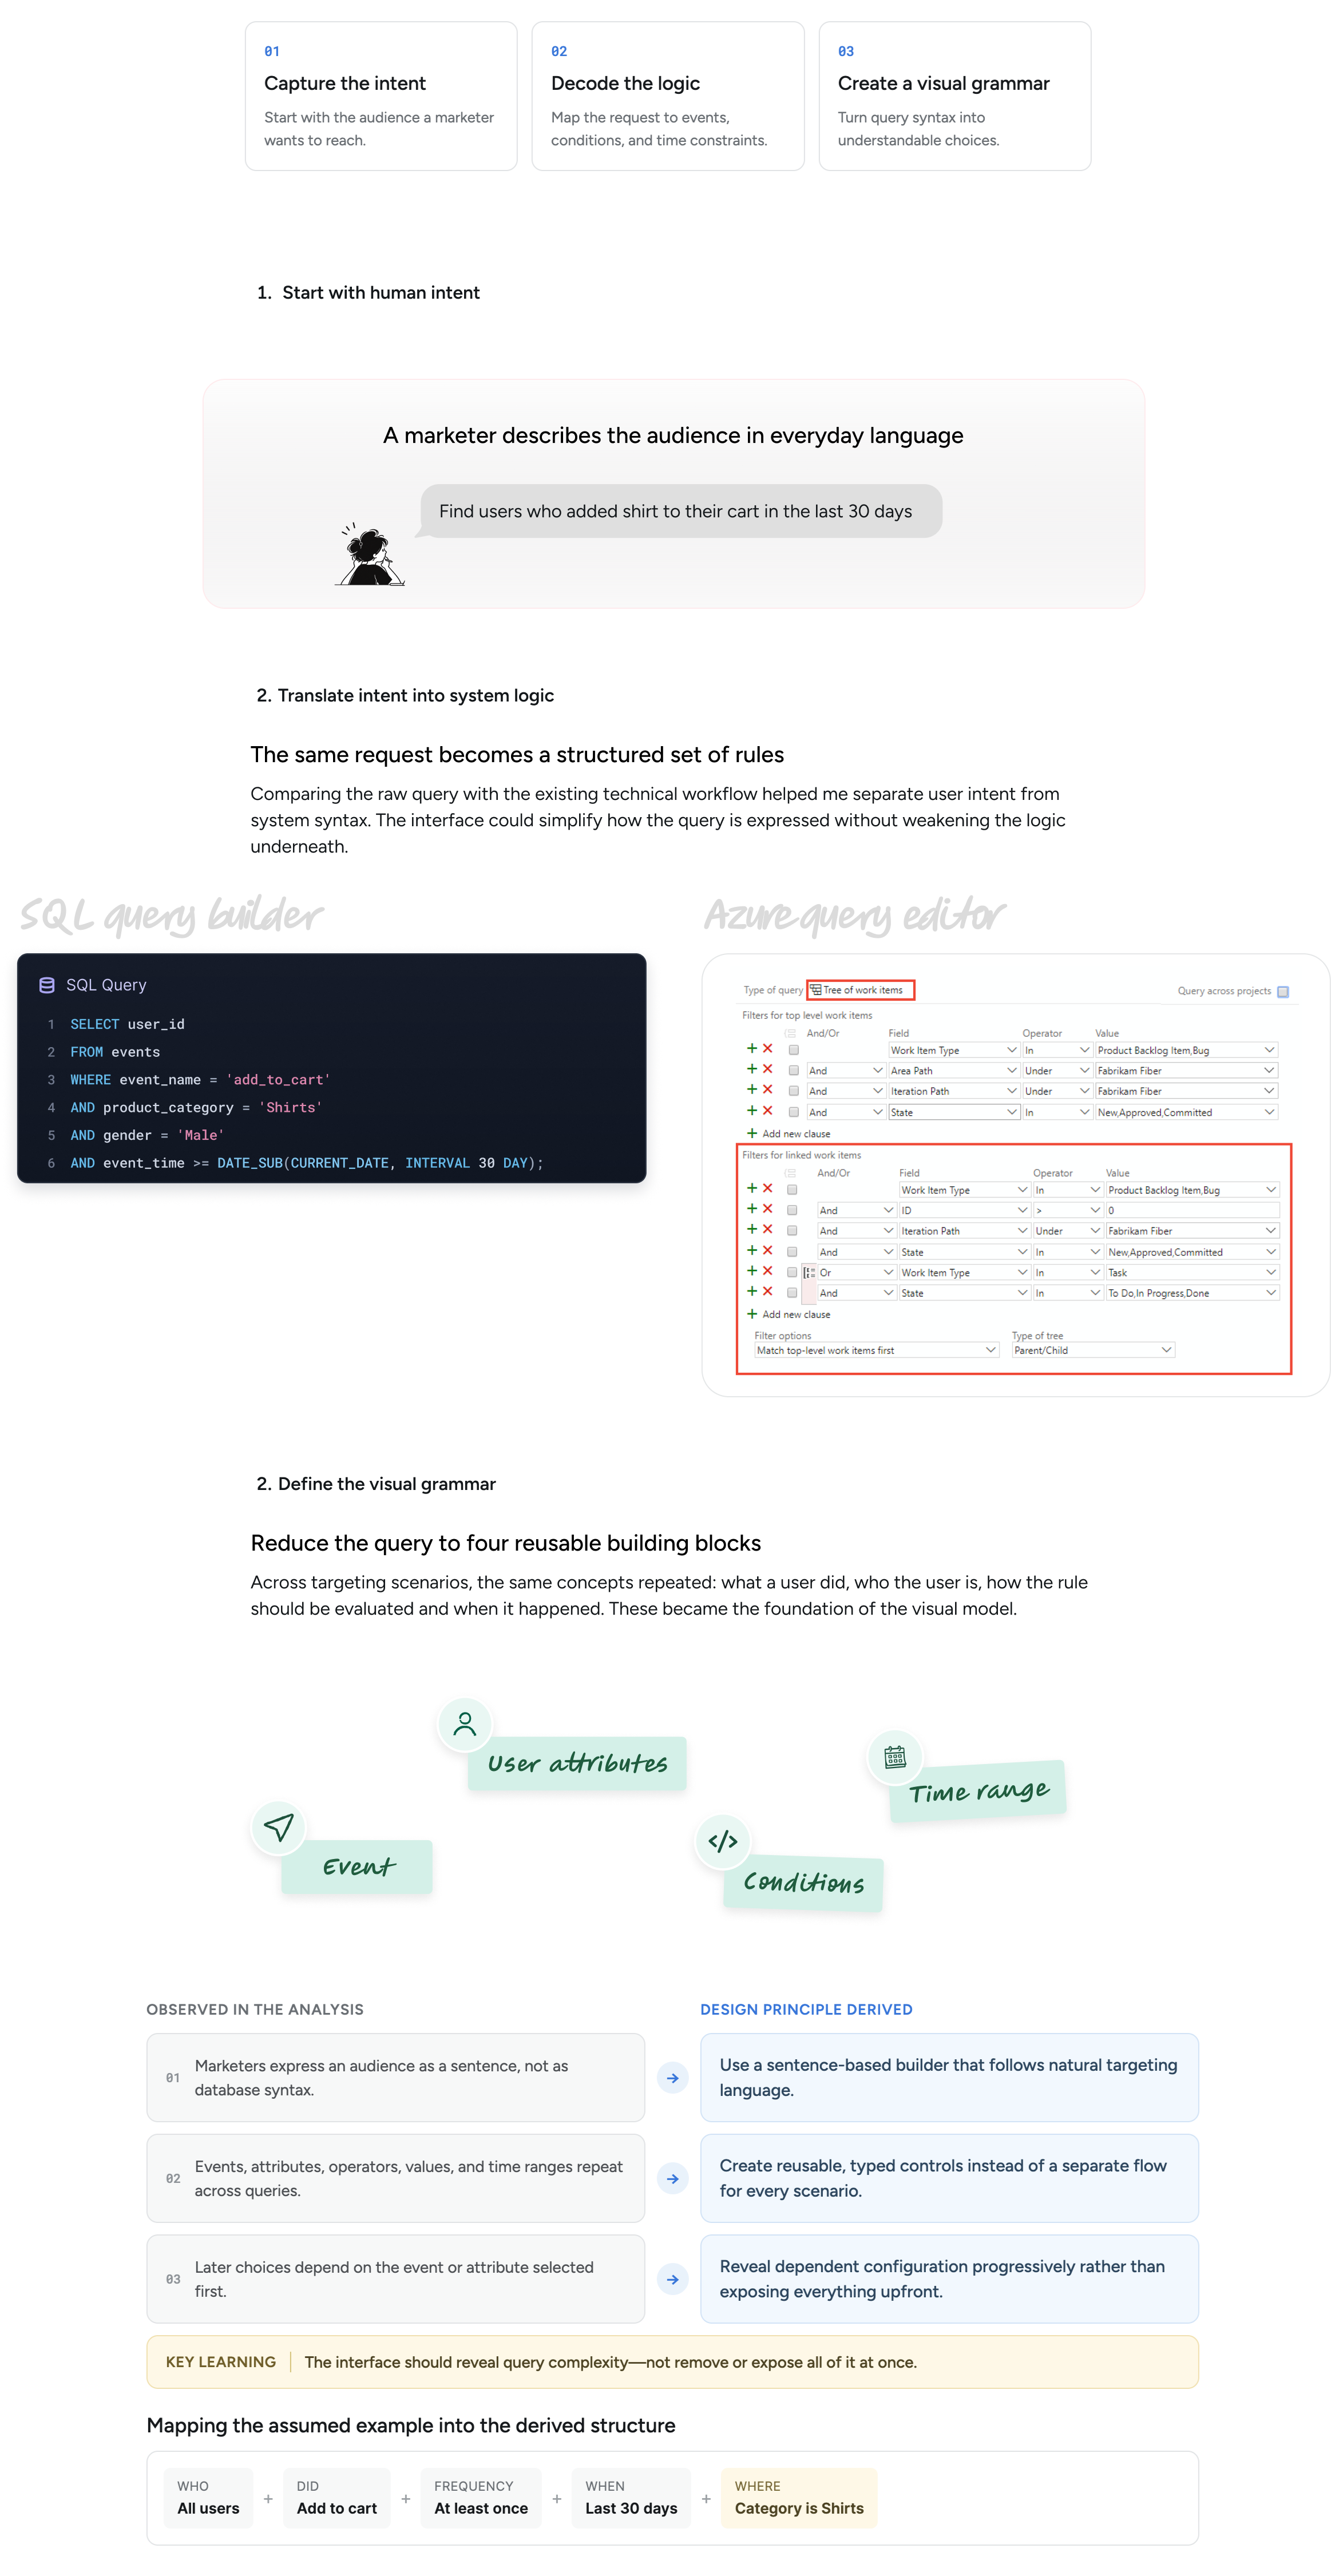 01
Capture the intent
Start with the audience a marketer
wants to reach.
02
Decode the logic
Map the request to events,
conditions, and time constraints.
03
Create a visual grammar
Turn query syntax into
understandable choices.
1. Start with human intent
A marketer describes the audience in everyday language
Find users who added shirt to their cart in the last 30 days
2. Translate intent into system logic
The same request becomes a structured set of rules
Comparing the raw query with the existing technical workflow helped me separate user intent from
system syntax. The interface could simplify how the query is expressed without weakening the logic
underneath.
SQL query builder
SQL Query
1 SELECT user_id
2 FROM events
3 WHERE event_name = 'add_to_cart'
4 AND product_category = 'Shirts'
5 AND gender = 'Male'
6 AND event_time >= DATE_SUB(CURRENT_DATE, INTERVAL 30 DAY);
Azure query editor
Type of query Tree of work items Query across projects
Filters for top level work items
And/Or Field Operator Value
Work Item Type In Product Backlog Item,Bug
And Area Path Under Fabrikam Fiber
And Iteration Path Under Fabrikam Fiber
And State In New,Approved,Committed
Add new clause
Filters for linked work items
And/Or Field Operator Value
Work Item Type In Product Backlog Item,Bug
And ID > 0
And Iteration Path Under Fabrikam Fiber
And State In New,Approved,Committed
Or Work Item Type In Task
And State In To Do,In Progress,Done
Add new clause
Filter options Type of tree
Match top-level work items first Parent/Child
2. Define the visual grammar
Reduce the query to four reusable building blocks
Across targeting scenarios, the same concepts repeated: what a user did, who the user is, how the rule
should be evaluated and when it happened. These became the foundation of the visual model.
User attributes
Time range
Event
Conditions
OBSERVED IN THE ANALYSIS
DESIGN PRINCIPLE DERIVED
01 Marketers express an audience as a sentence, not as
database syntax.
Use a sentence-based builder that follows natural targeting
language.
02 Events, attributes, operators, values, and time ranges repeat
across queries.
Create reusable, typed controls instead of a separate flow
for every scenario.
03 Later choices depend on the event or attribute selected
first.
Reveal dependent configuration progressively rather than
exposing everything upfront.
KEY LEARNING The interface should reveal query complexity—not remove or expose all of it at once.
Mapping the assumed example into the derived structure
WHO
All users
+
DID
Add to cart
+
FREQUENCY
At least once
+
WHEN
Last 30 days
+
WHERE
Category is Shirts